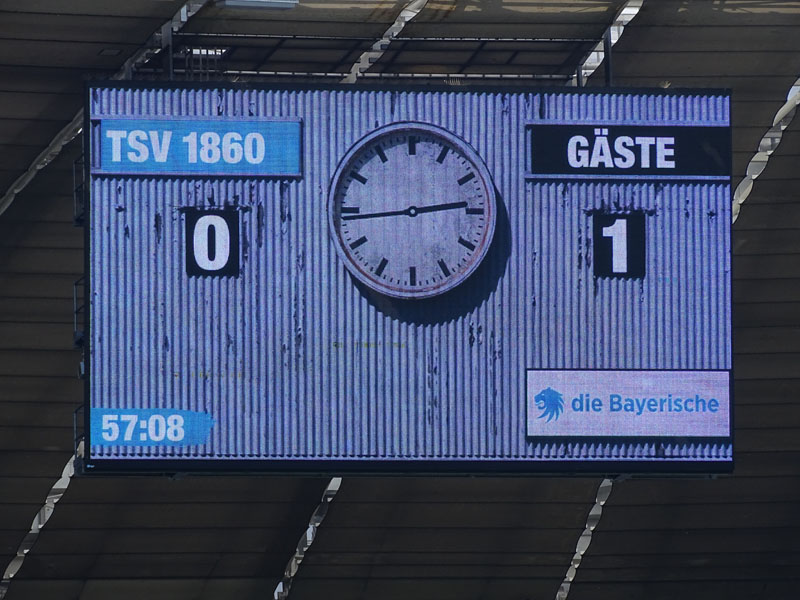 TSV 1860
GÄSTE
0
1
die Bayerische
57:08